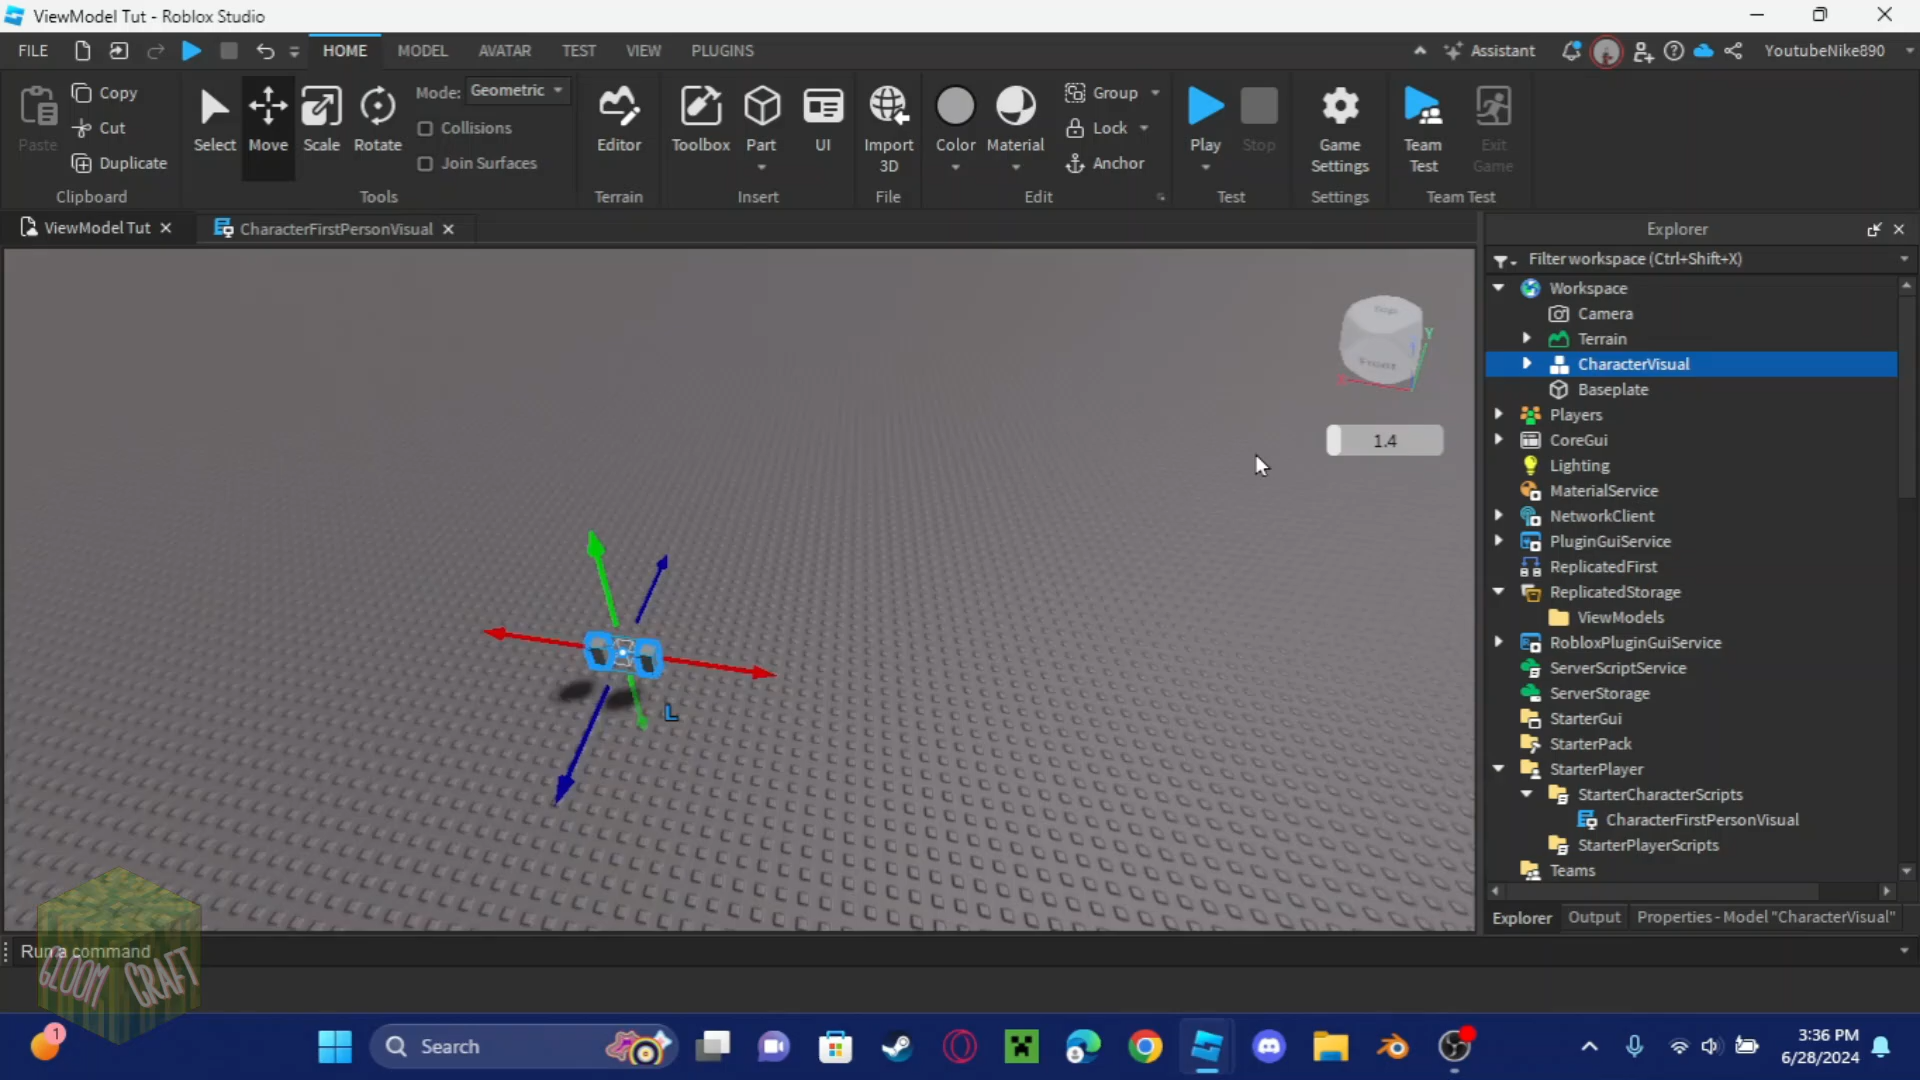 ViewModel Tut - Roblox Studio
FILE
HOME
MODEL
AVATAR
TEST
VIEW
PLUGINS
Assistant
YoutubeNike890
Paste
Copy
Cut
Duplicate
Clipboard
Select
Move
Scale
Rotate
Mode: Geometric
Collisions
Join Surfaces
Tools
Editor
Terrain
Toolbox
Part
UI
Insert
Import
3D
File
Color
Material
Group
Lock
Anchor
Edit
Play
Stop
Test
Game
Settings
Settings
Team
Test
Exit
Game
Team Test
ViewModel Tut
CharacterFirstPersonVisual
Y
1.4
L
Explorer
Filter workspace (Ctrl+Shift+X)
Workspace
Camera
Terrain
CharacterVisual
Baseplate
Players
CoreGui
Lighting
MaterialService
NetworkClient
PluginGuiService
ReplicatedFirst
ReplicatedStorage
ViewModels
RobloxPluginGuiService
ServerScriptService
ServerStorage
StarterGui
StarterPack
StarterPlayer
StarterCharacterScripts
CharacterFirstPersonVisual
StarterPlayerScripts
Teams
Explorer
Output
Properties - Model "CharacterVisual"
Run a command
GLOOM CRAFT
1
Search
3:36 PM
6/28/2024